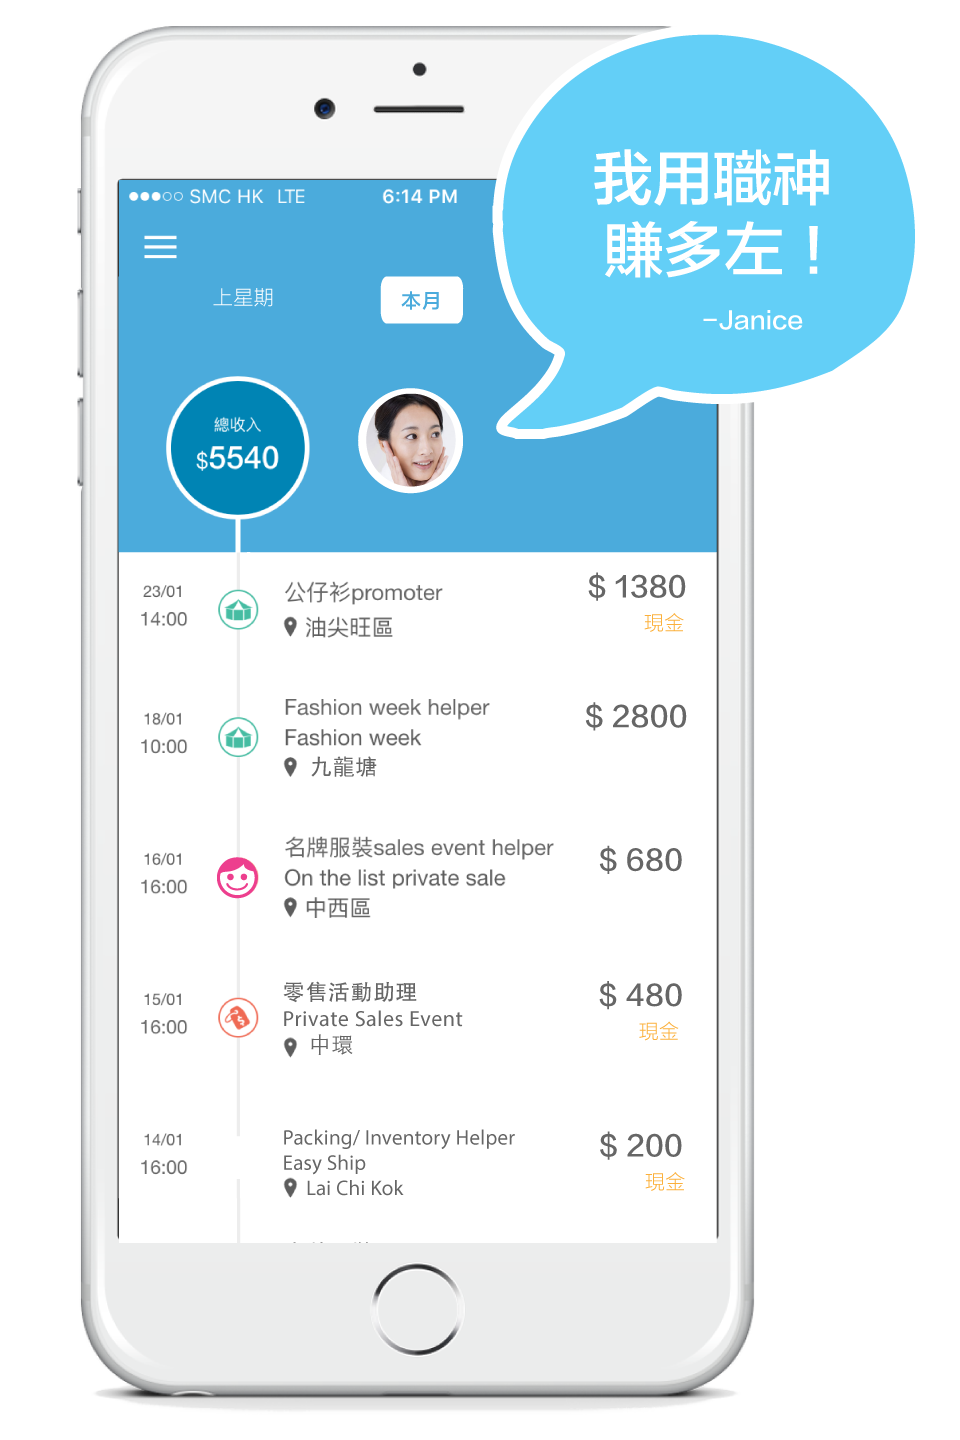 SMC HK LTE 6:14 PM
我用職神
賺多左！
-Janice
上星期 本月
總收入
$5540
23/01
14:00
公仔衫promoter
油尖旺區
$ 1380
現金
18/01
10:00
Fashion week helper
Fashion week
九龍塘
$ 2800
16/01
16:00
名牌服裝sales event helper
On the list private sale
中西區
$ 680
15/01
16:00
零售活動助理
Private Sales Event
中環
$ 480
現金
14/01
16:00
Packing/ Inventory Helper
Easy Ship
Lai Chi Kok
$ 200
現金